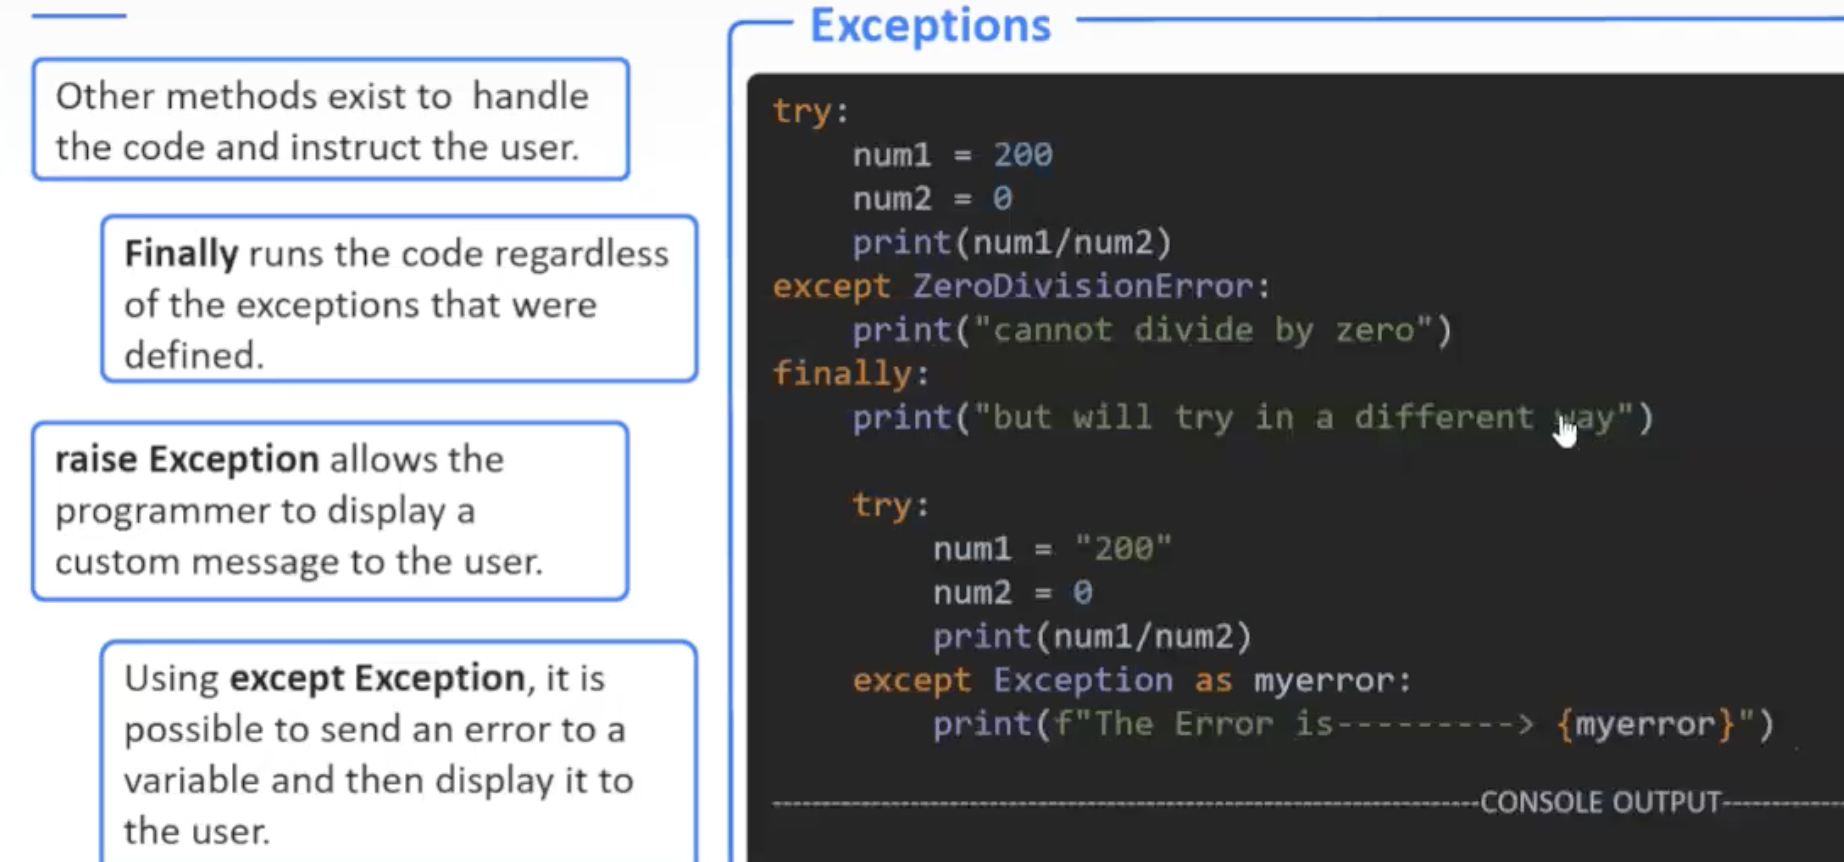 Other methods exist to handle
the code and instruct the user.
Finally runs the code regardless
of the exceptions that were
defined.
raise Exception allows the
programmer to display a
custom message to the user.
Using except Exception, it is
possible to send an error to a
variable and then display it to
the user.
Exceptions
try:
    num1 = 200
    num2 = 0
    print(num1/num2)
except ZeroDivisionError:
    print("cannot divide by zero")
finally:
    print("but will try in a different way")
    try:
        num1 = "200"
        num2 = 0
        print(num1/num2)
    except Exception as myerror:
        print(f"The Error is---------> {myerror}")
----------CONSOLE OUTPUT----------